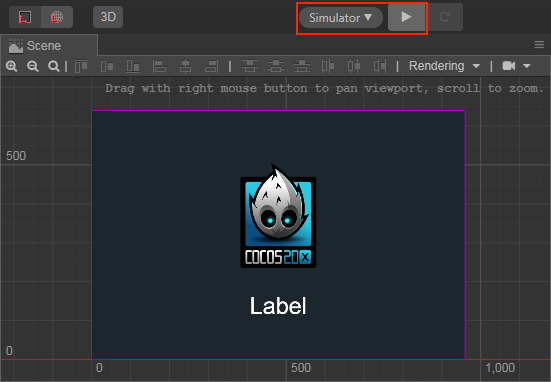 3D
Simulator
Scene
Rendering
Drag with right mouse button to pan viewport, scroll to zoom.
500
COCOS2DX
Label
0
0
500
1,000